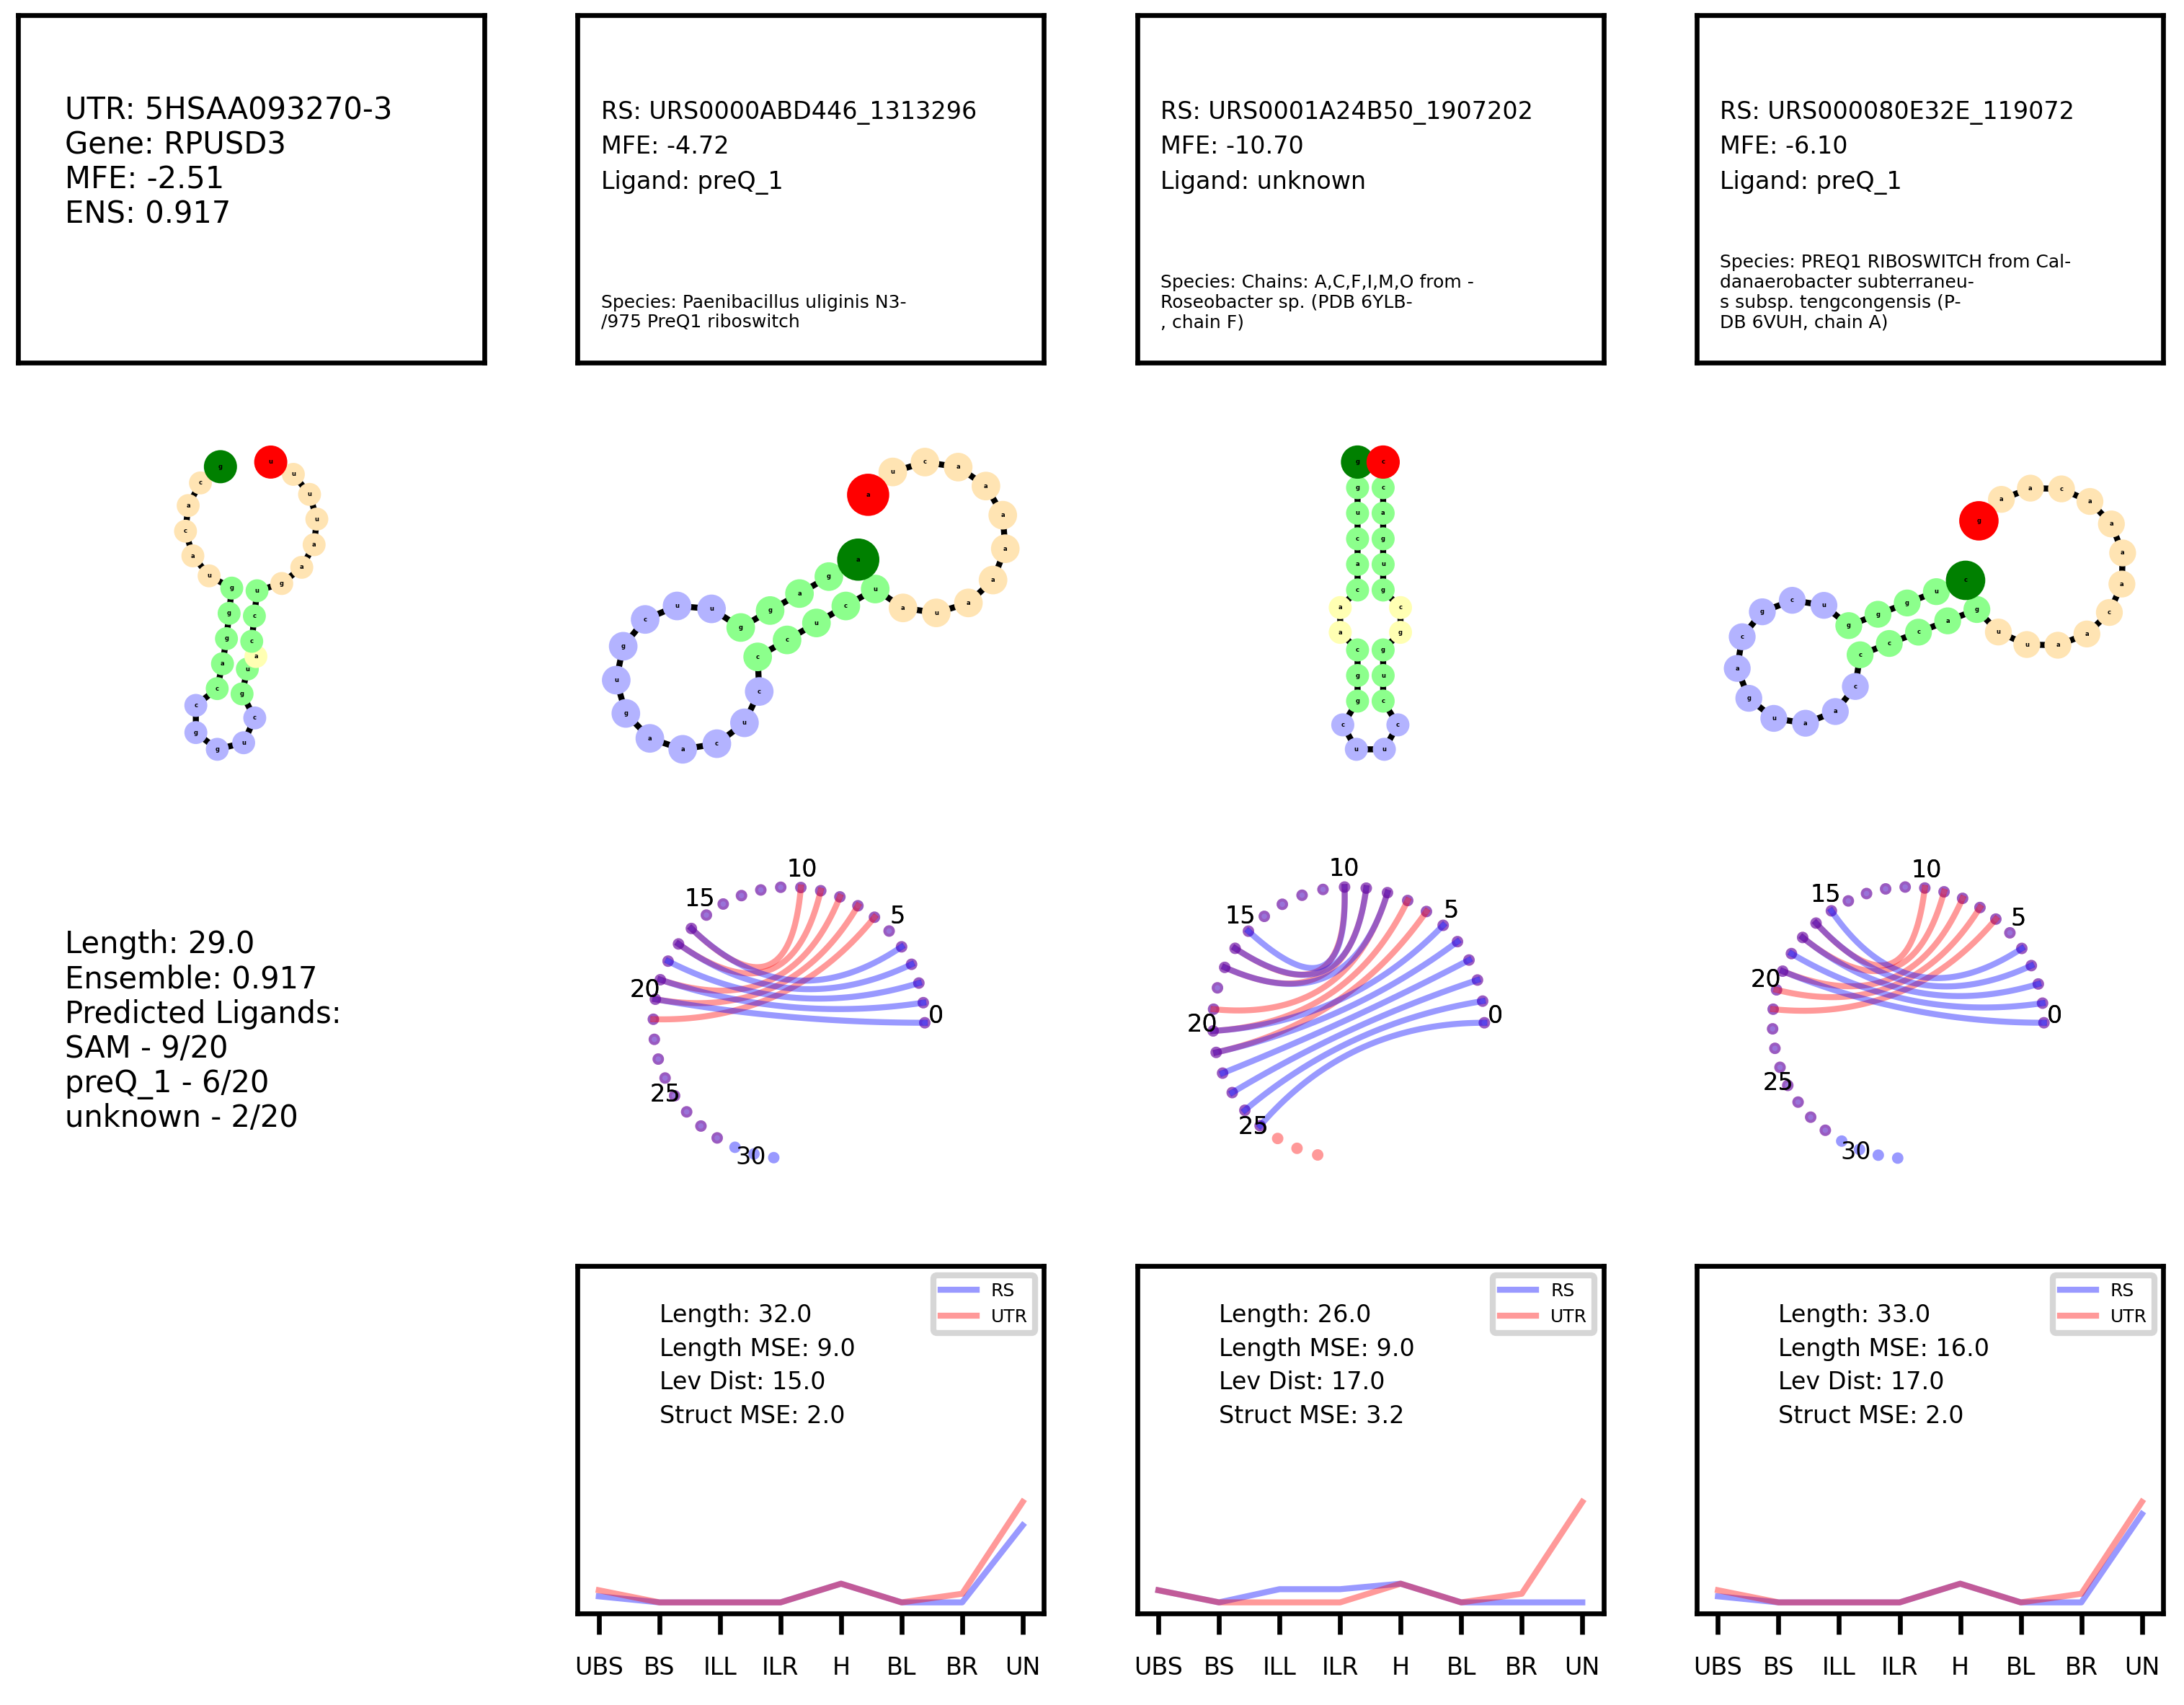 UTR: 5HSAA093270-3
Gene: RPUSD3
MFE: -2.51
ENS: 0.917
RS: URS0000ABD446_1313296
MFE: -4.72
Ligand: preQ_1
Species: Paenibacillus uliginis N3-
/975 PreQ1 riboswitch
RS: URS0001A24B50_1907202
MFE: -10.70
Ligand: unknown
Species: Chains: A,C,F,I,M,O from -
Roseobacter sp. (PDB 6YLB-
, chain F)
RS: URS000080E32E_119072
MFE: -6.10
Ligand: preQ_1
Species: PREQ1 RIBOSWITCH from Cal-
danaerobacter subterraneu-
s subsp. tengcongensis (P-
DB 6VUH, chain A)
Length: 29.0
Ensemble: 0.917
Predicted Ligands:
SAM - 9/20
preQ_1 - 6/20
unknown - 2/20
0
5
10
15
20
25
30
0
5
10
15
20
25
0
5
10
15
20
25
30
Length: 32.0
Length MSE: 9.0
Lev Dist: 15.0
Struct MSE: 2.0
RS
UTR
UBS BS ILL ILR H BL BR UN
Length: 26.0
Length MSE: 9.0
Lev Dist: 17.0
Struct MSE: 3.2
RS
UTR
UBS BS ILL ILR H BL BR UN
Length: 33.0
Length MSE: 16.0
Lev Dist: 17.0
Struct MSE: 2.0
RS
UTR
UBS BS ILL ILR H BL BR UN